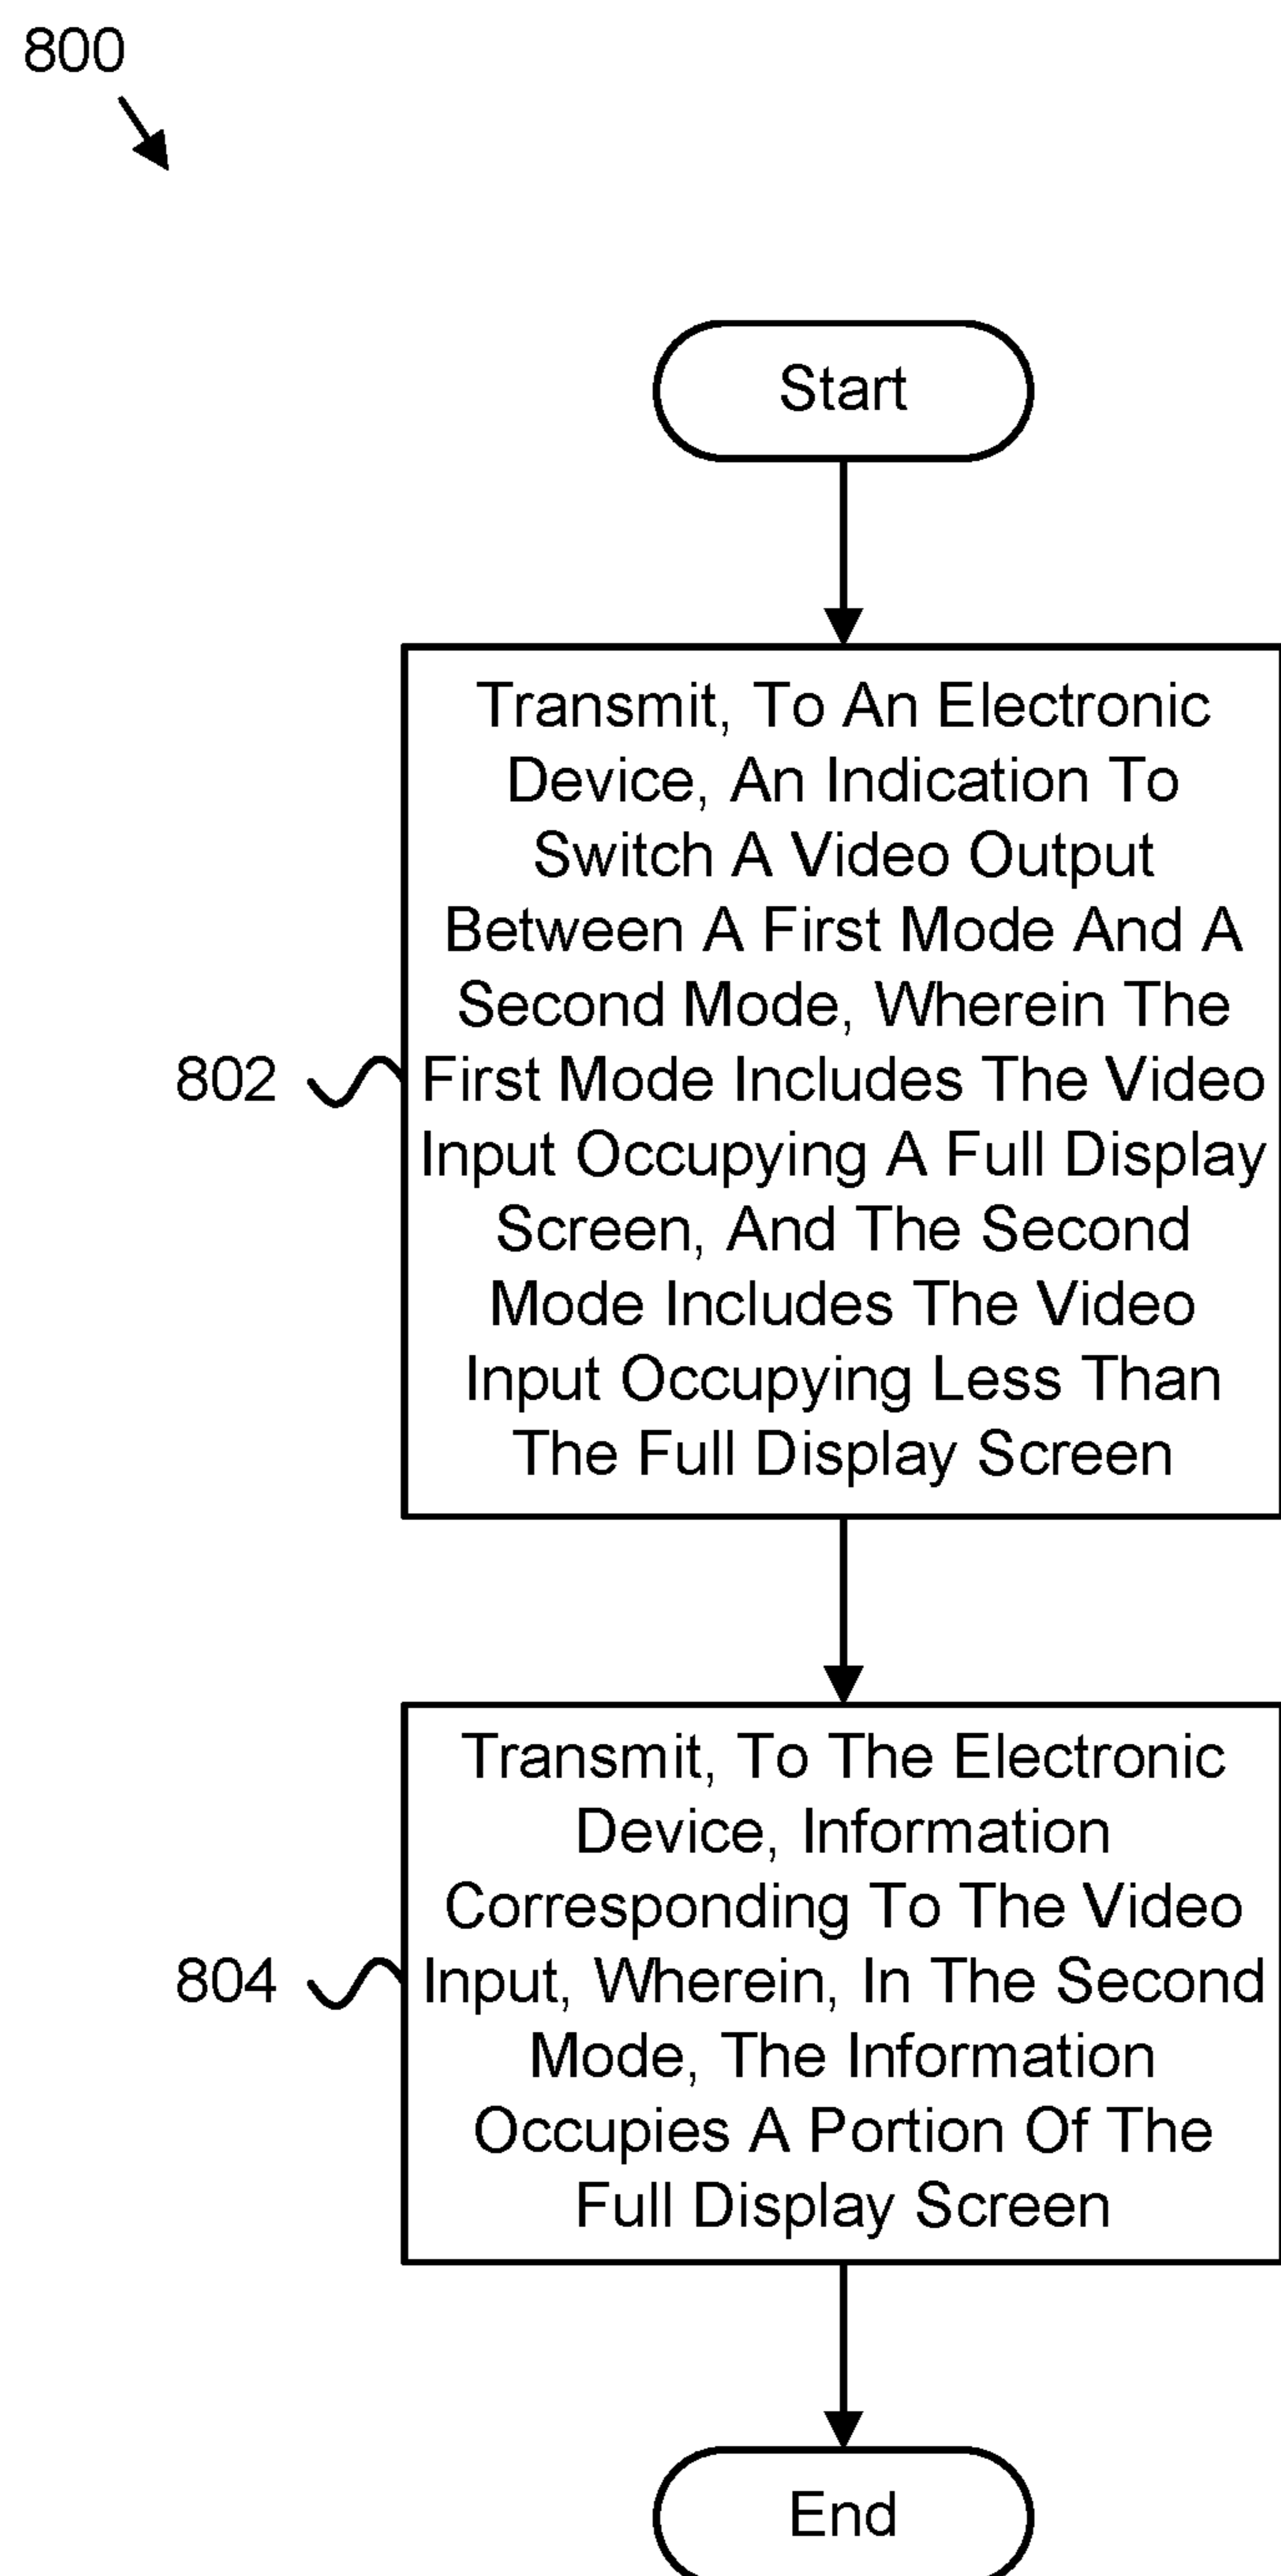 800
Start
Transmit, To An Electronic
Device, An Indication To
Switch A Video Output
Between A First Mode And A
Second Mode, Wherein The
802
First Mode Includes The Video
Input Occupying A Full Display
Screen, And The Second
Mode Includes The Video
Input Occupying Less Than
The Full Display Screen
Transmit, To The Electronic
Device, Information
Corresponding To The Video
804
Input, Wherein, In The Second
Mode, The Information
Occupies A Portion Of The
Full Display Screen
End